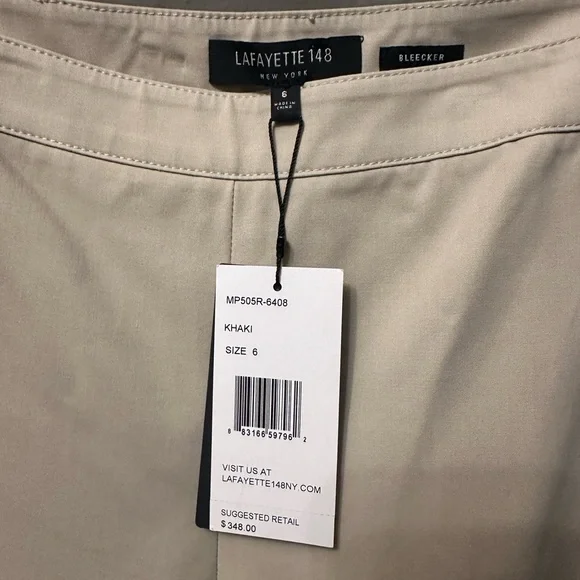 LAFAYETTE 148
NEW YORK
BLEECKER
6
MADE IN
CHINA
MP505R-6408
KHAKI
SIZE 6
8 83166 59796 2
VISIT US AT
LAFAYETTE148NY.COM
SUGGESTED RETAIL
$ 348.00